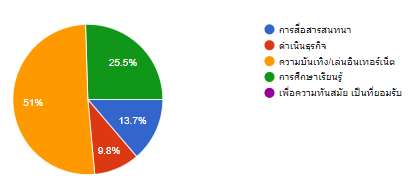 25.5%
51%
13.7%
9.8%
การสื่อสารสนทนา
ดำเนินธุรกิจ
ความบันเทิง/เล่นอินเทอร์เน็ต
การศึกษาเรียนรู้
เพื่อความทันสมัย เป็นที่ยอมรับ